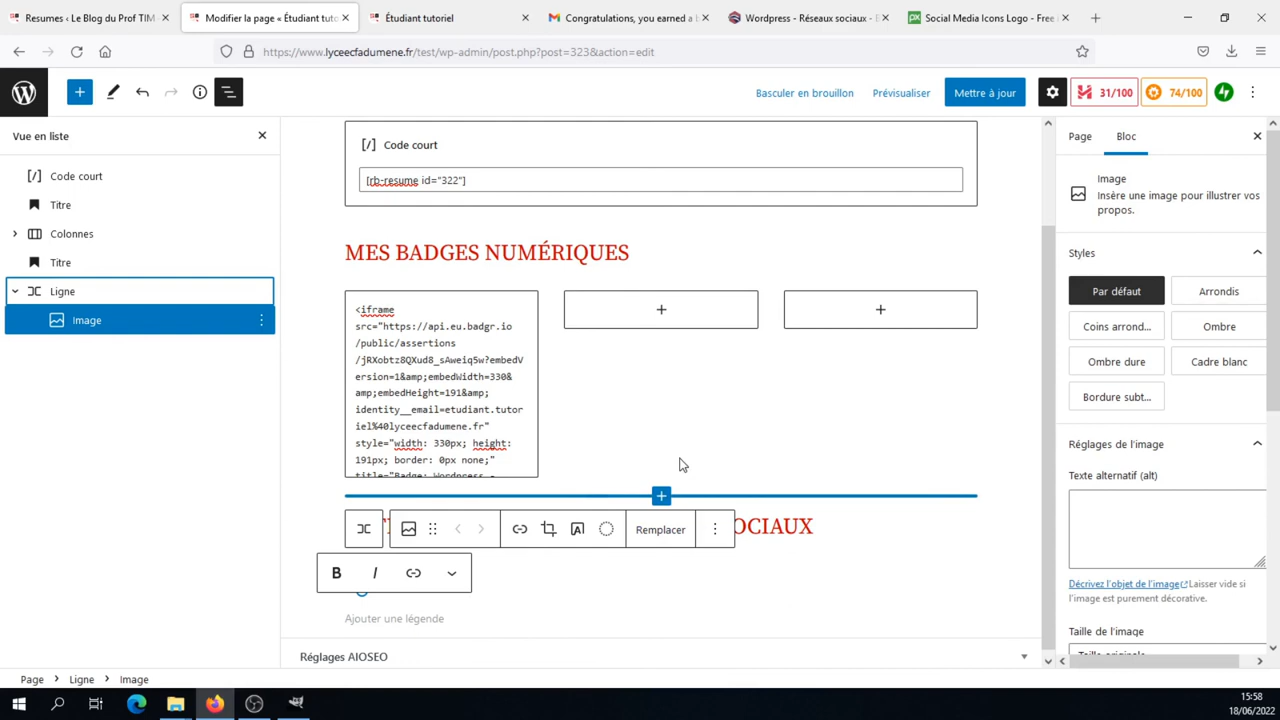 Resumes ‹ Le Blog du Prof TIM
Modifier la page « Étudiant tuto
Étudiant tutoriel
Congratulations, you earned a b
Wordpress - Réseaux sociaux - B
Social Media Icons Logo - Free I
https://www.lyceecfadumene.fr/test/wp-admin/post.php?post=323&action=edit
Basculer en brouillon
Prévisualiser
Mettre à jour
31/100
74/100
Vue en liste
Code court
Titre
Colonnes
Titre
Ligne
Image
[/] Code court
[rb-resume id="322"]
MES BADGES NUMÉRIQUES
<iframe
src="https://api.eu.badgr.io
/public/assertions
/jRXobtz8QXud8_sAweiq5w?embedV
ersion=1&amp;embedWidth=330&
amp;embedHeight=191&amp;
identity__email=etudiant.tutor
iel%40lyceecfadumene.fr"
style="width: 330px; height:
191px; border: 0px none;"
title="Badge: Wordpress -
OCIAUX
Remplacer
B I
Ajouter une légende
Réglages AIOSEO
Page
Bloc
Image
Insère une image pour illustrer vos
propos.
Styles
Par défaut
Arrondis
Coins arrond...
Ombre
Ombre dure
Cadre blanc
Bordure subt...
Réglages de l'image
Texte alternatif (alt)
Décrivez l'objet de l'image Laisser vide si
l'image est purement décorative.
Taille de l'image
Taille originale
Page > Ligne > Image
15:58
18/06/2022